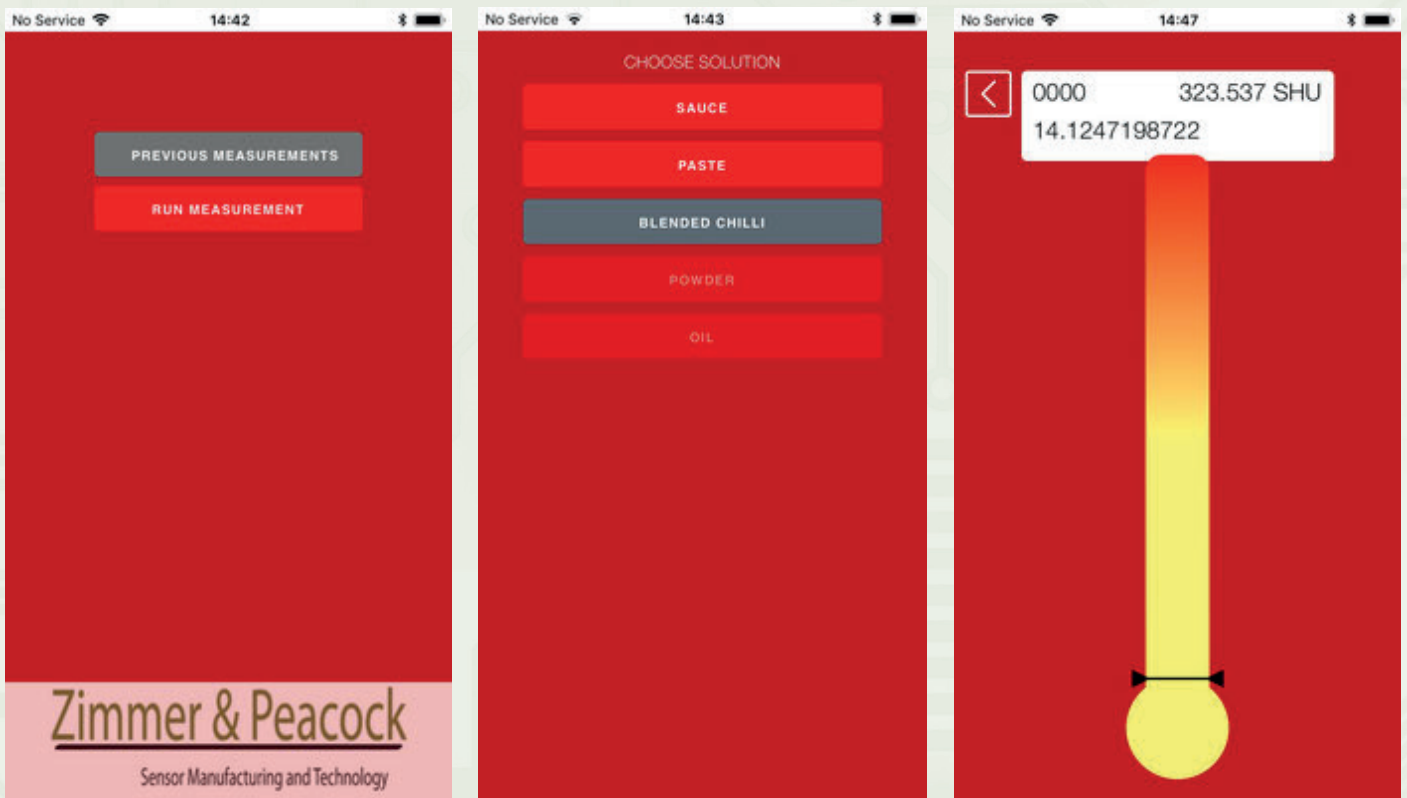 No Service 14:42
PREVIOUS MEASUREMENTS
RUN MEASUREMENT
Zimmer & Peacock
Sensor Manufacturing and Technology
No Service 14:43
CHOOSE SOLUTION
SAUCE
PASTE
BLENDED CHILLI
POWDER
OIL
No Service 14:47
0000 323.537 SHU
14.1247198722